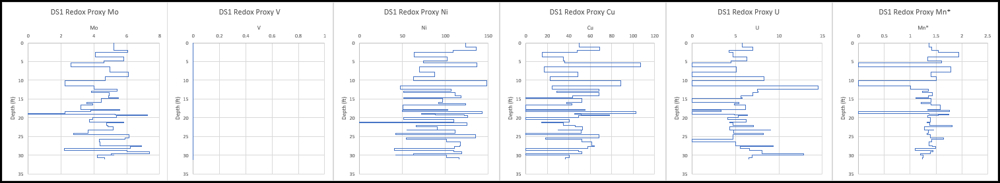 DS1 Redox Proxy Mo
Mo
0 2 4 6 8
0
5
10
15
20
25
30
35
Depth (ft)
DS1 Redox Proxy V
V
0 0.2 0.4 0.6 0.8 1
0
5
10
15
20
25
30
35
Depth (ft)
DS1 Redox Proxy Ni
Ni
0 50 100 150
0
5
10
15
20
25
30
35
Depth (ft)
DS1 Redox Proxy Cu
Cu
0 20 40 60 80 100 120
0
5
10
15
20
25
30
35
Depth (ft)
DS1 Redox Proxy U
U
0 5 10 15
0
5
10
15
20
25
30
35
Depth (ft)
DS1 Redox Proxy Mn*
Mn*
0 0.5 1 1.5 2 2.5
0
5
10
15
20
25
30
35
Depth (ft)